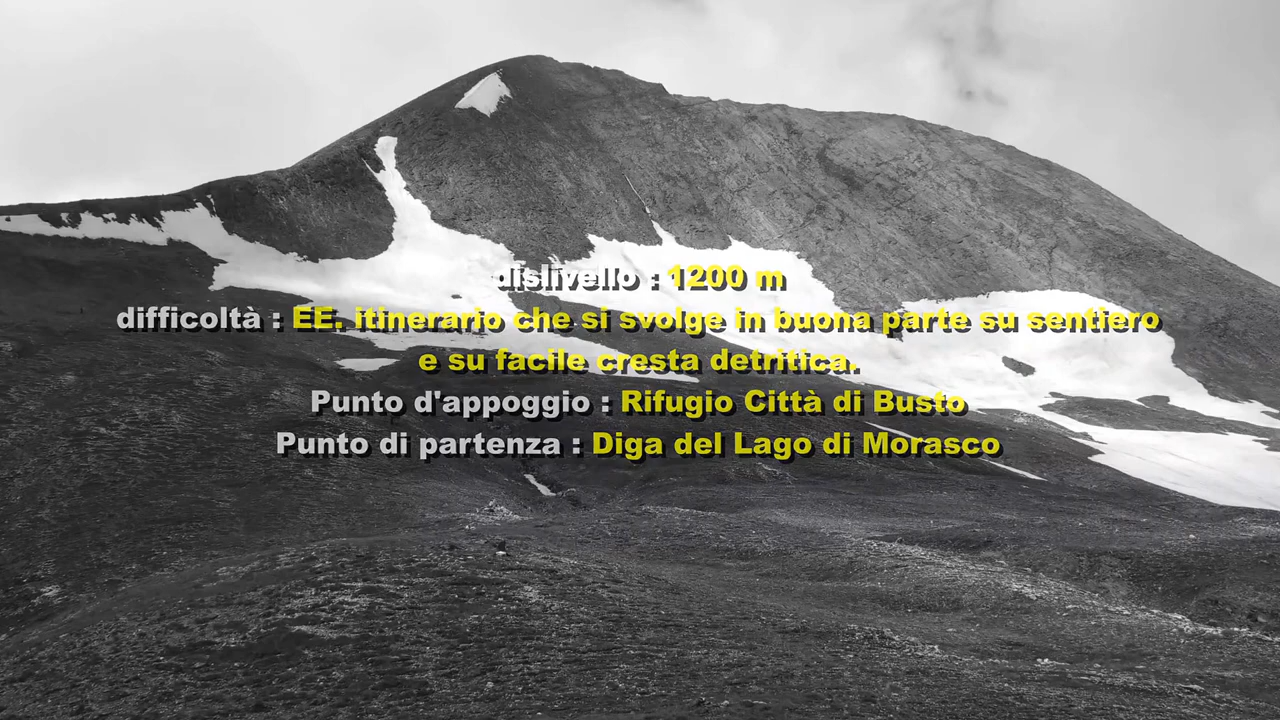 dislivello : 1200 m
difficoltà : EE. itinerario che si svolge in buona parte su sentiero
e su facile cresta detritica.
Punto d'appoggio : Rifugio Città di Busto
Punto di partenza : Diga del Lago di Morasco